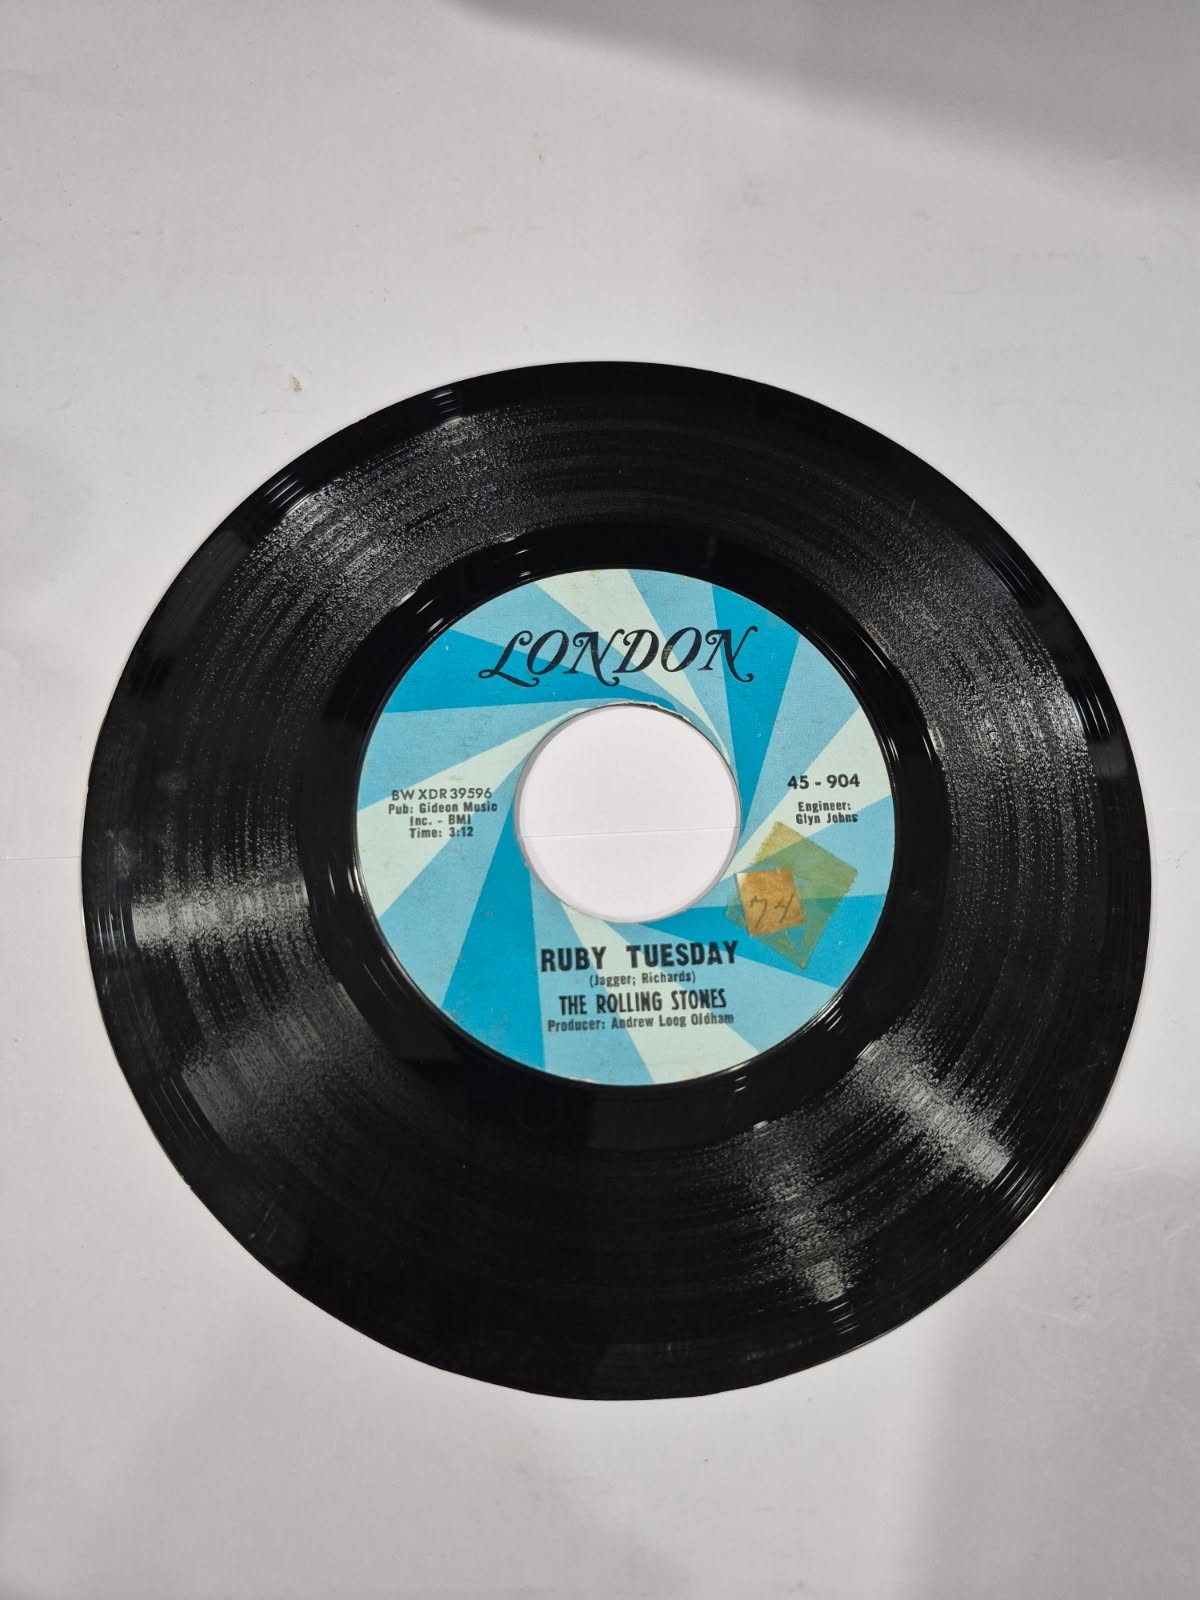 LONDON
BW XDR 39596
Pub: Gideon Music
Inc. - BMI
Time: 3:12
45 - 904
Engineer:
Glyn Johns
74
RUBY TUESDAY
(Jagger; Richards)
THE ROLLING STONES
Producer: Andrew Loog Oldham